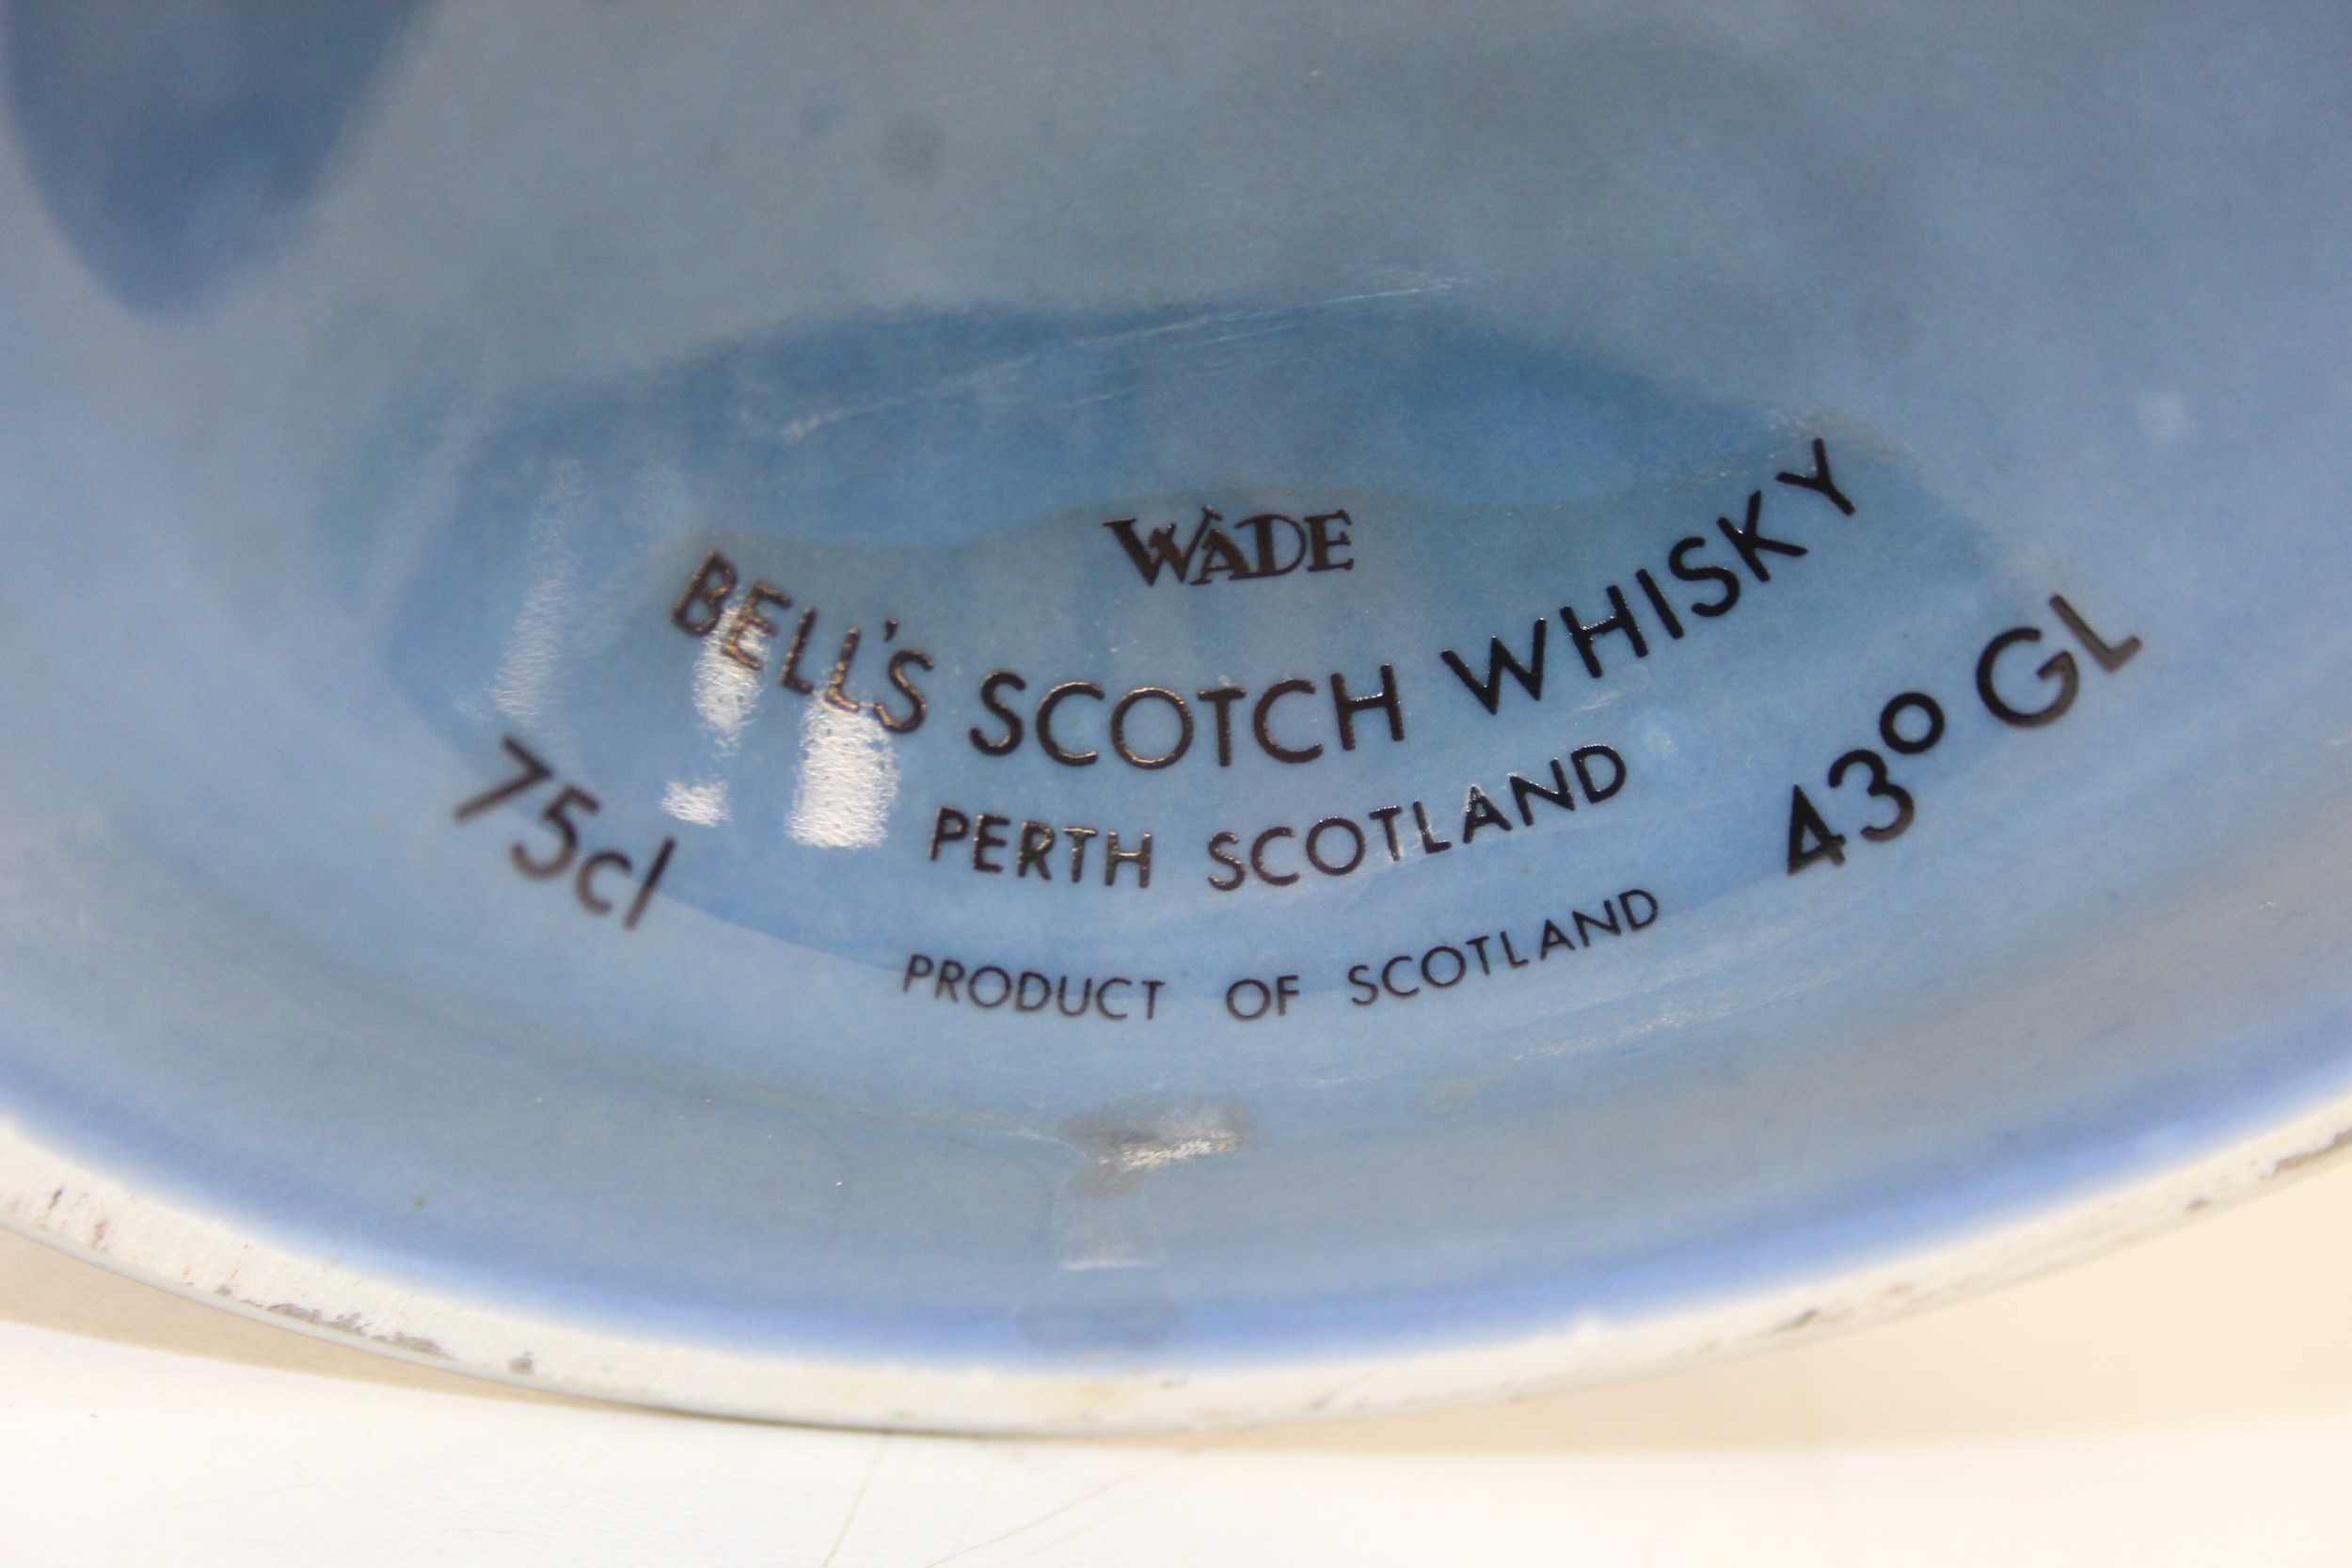 WADE
BELL'S SCOTCH WHISKY
PERTH SCOTLAND
75cl
43° GL
PRODUCT OF SCOTLAND